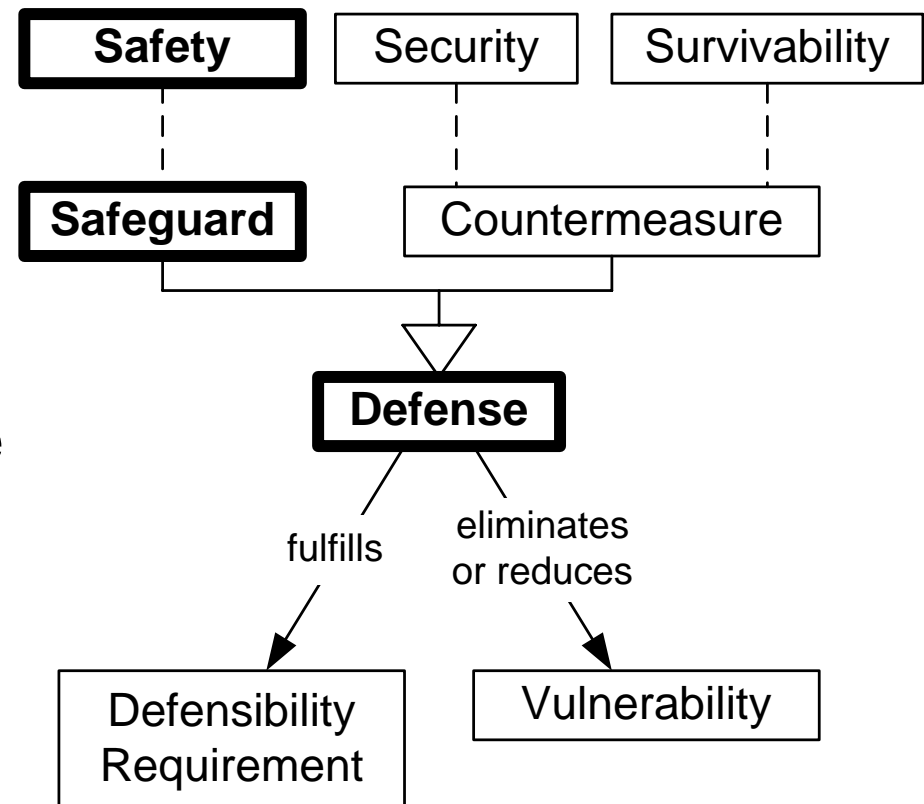 Safety
Security
Survivability
Safeguard
Countermeasure
Defense
fulfills
eliminates
or reduces
Defensibility
Requirement
Vulnerability